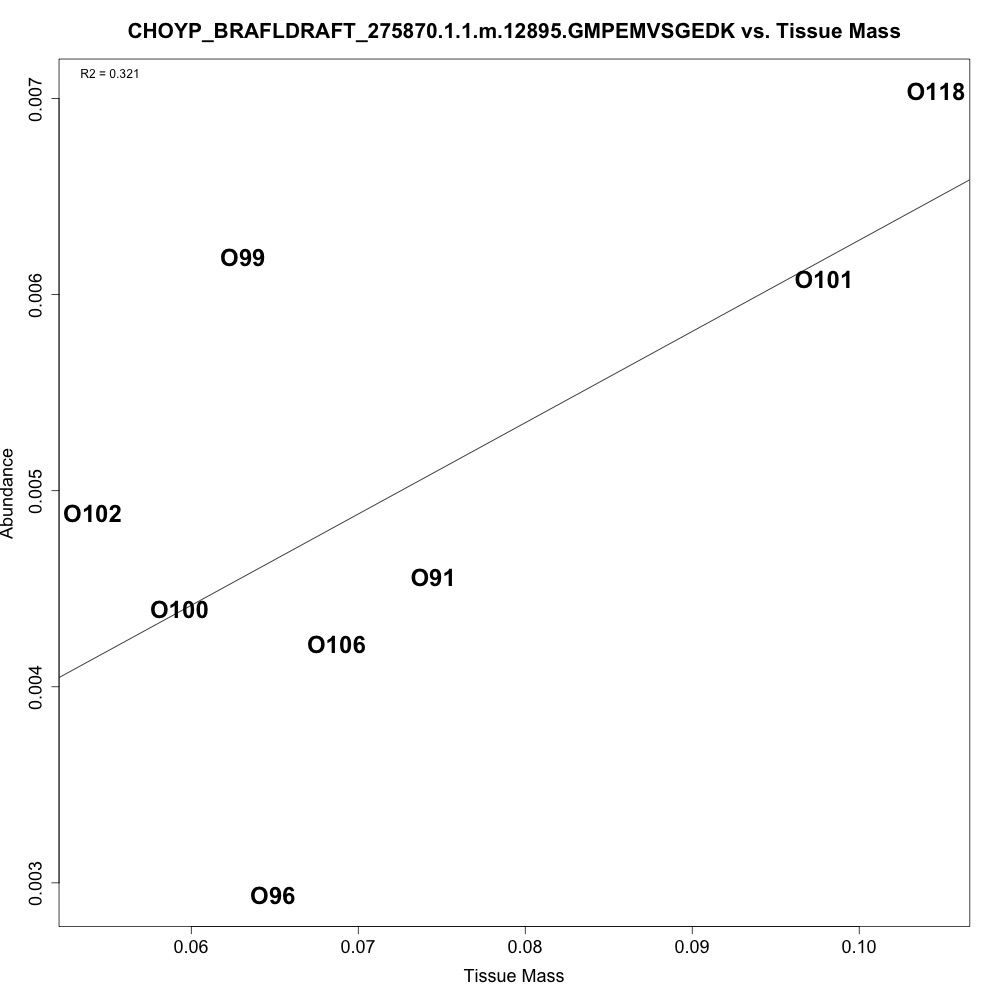 CHOYP_BRAFLDRAFT_275870.1.1.m.12895.GMPEMVSGEDK vs. Tissue Mass
R2 = 0.321
0.007
O118
O99
O101
0.006
0.005
O102
O91
O100
O106
0.004
0.003
O96
Abundance
0.06 0.07 0.08 0.09 0.10
Tissue Mass